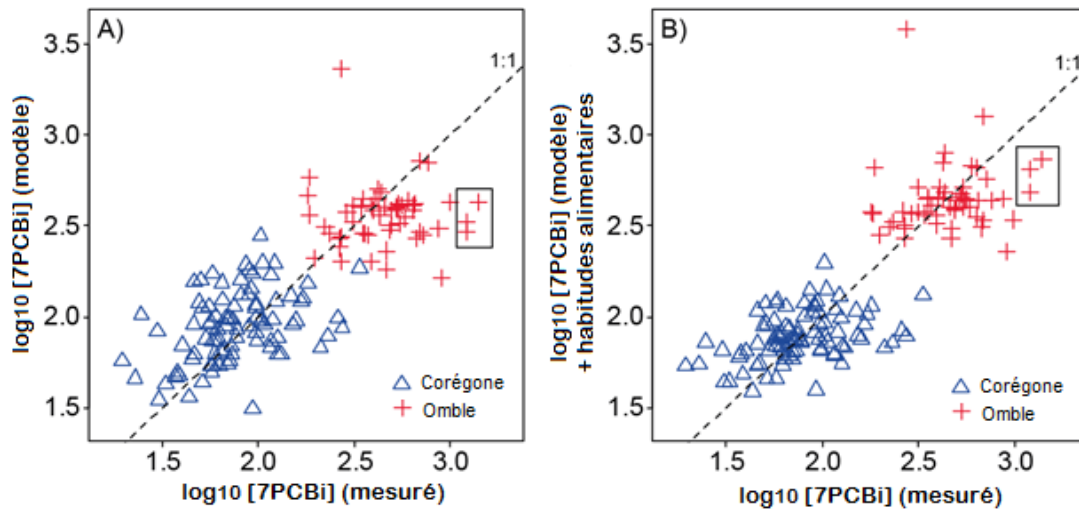 A)
3.5
3.0
2.5
2.0
1.5
1:1
log10 [7PCBi] (modèle)
Corégone
Omble
1.5 2.0 2.5 3.0
log10 [7PCBi] (mesuré)
B)
3.5
3.0
2.5
2.0
1.5
1:1
log10 [7PCBi] (modèle)
+ habitudes alimentaires
Corégone
Omble
1.5 2.0 2.5 3.0
log10 [7PCBi] (mesuré)